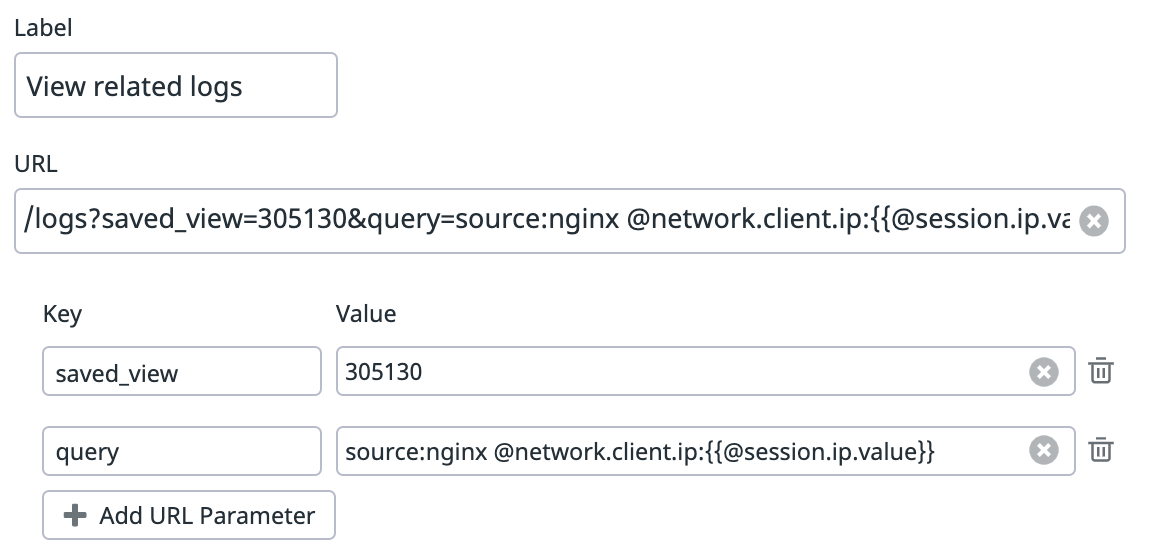 Label
View related logs
URL
/logs?saved_view=305130&query=source:nginx @network.client.ip:{{@session.ip.va
Key Value
saved_view 305130
query source:nginx @network.client.ip:{{@session.ip.value}}
Add URL Parameter